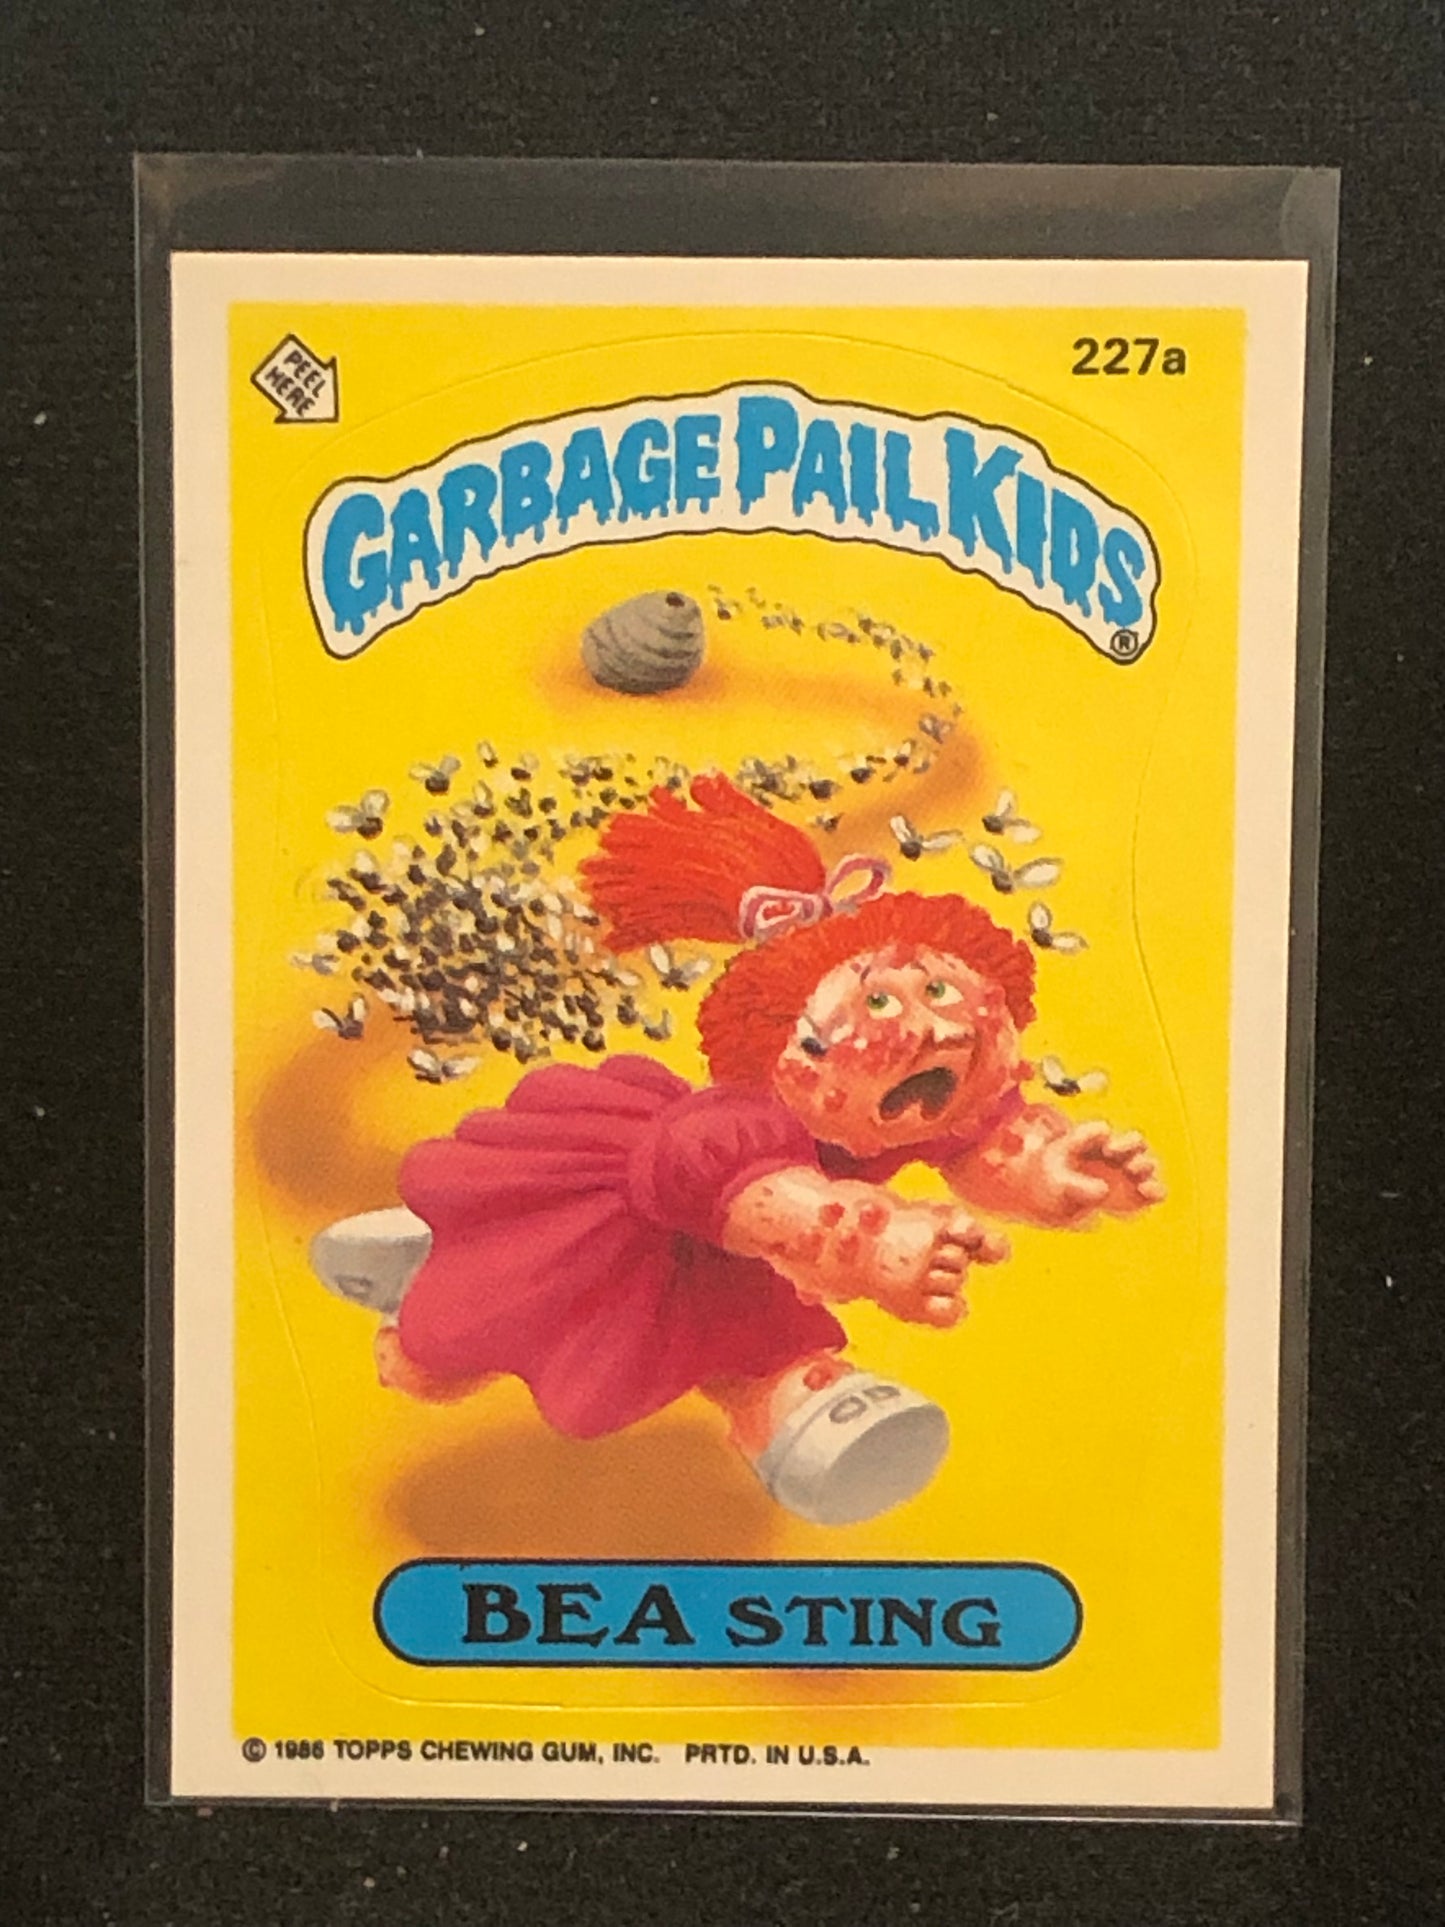 PEEL
HERE
227a
GARBAGE PAIL KIDS
®
BEA STING
© 1986 TOPPS CHEWING GUM, INC. PRTD. IN U.S.A.